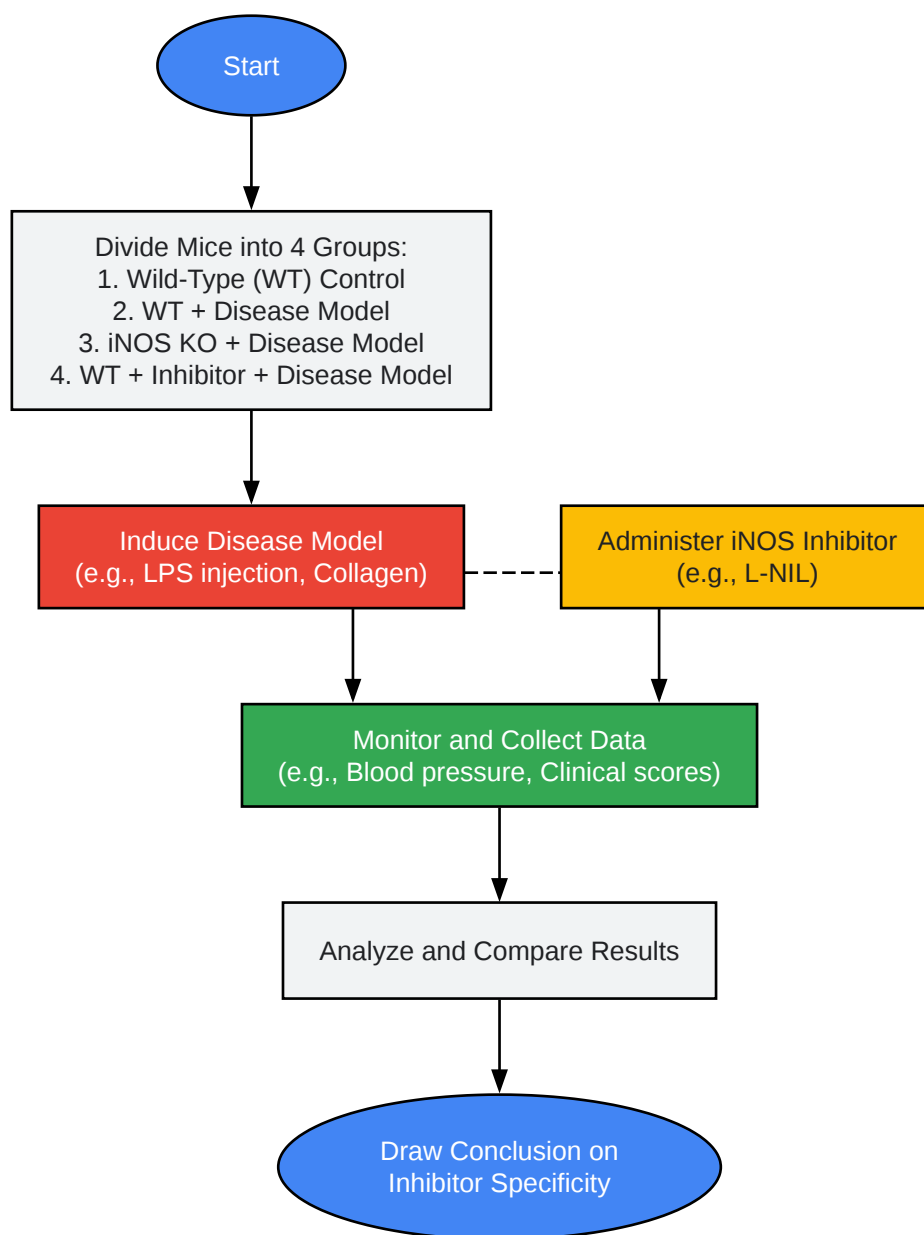 Start
Divide Mice into 4 Groups:
1. Wild-Type (WT) Control
2. WT + Disease Model
3. iNOS KO + Disease Model
4. WT + Inhibitor + Disease Model
Induce Disease Model
(e.g., LPS injection, Collagen)
Administer iNOS Inhibitor
(e.g., L-NIL)
Monitor and Collect Data
(e.g., Blood pressure, Clinical scores)
Analyze and Compare Results
Draw Conclusion on
Inhibitor Specificity